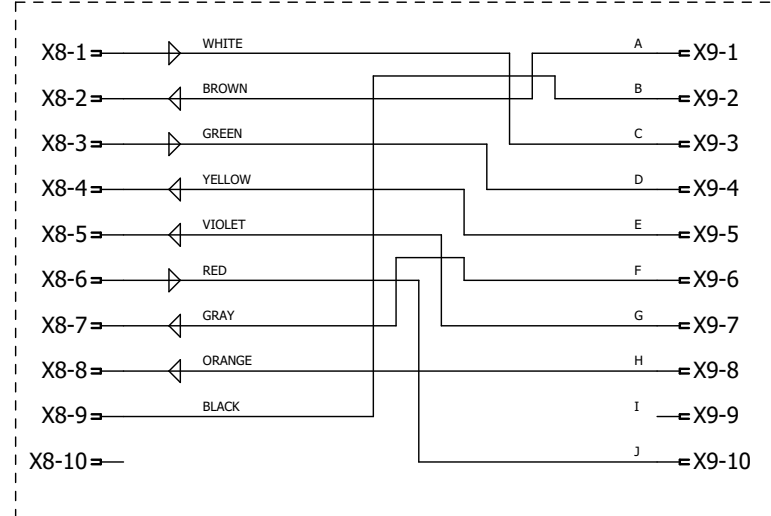 X8-1 WHITE A X9-1
X8-2 BROWN B X9-2
X8-3 GREEN C X9-3
X8-4 YELLOW D X9-4
X8-5 VIOLET E X9-5
X8-6 RED F X9-6
X8-7 GRAY G X9-7
X8-8 ORANGE H X9-8
X8-9 BLACK I X9-9
X8-10 J X9-10